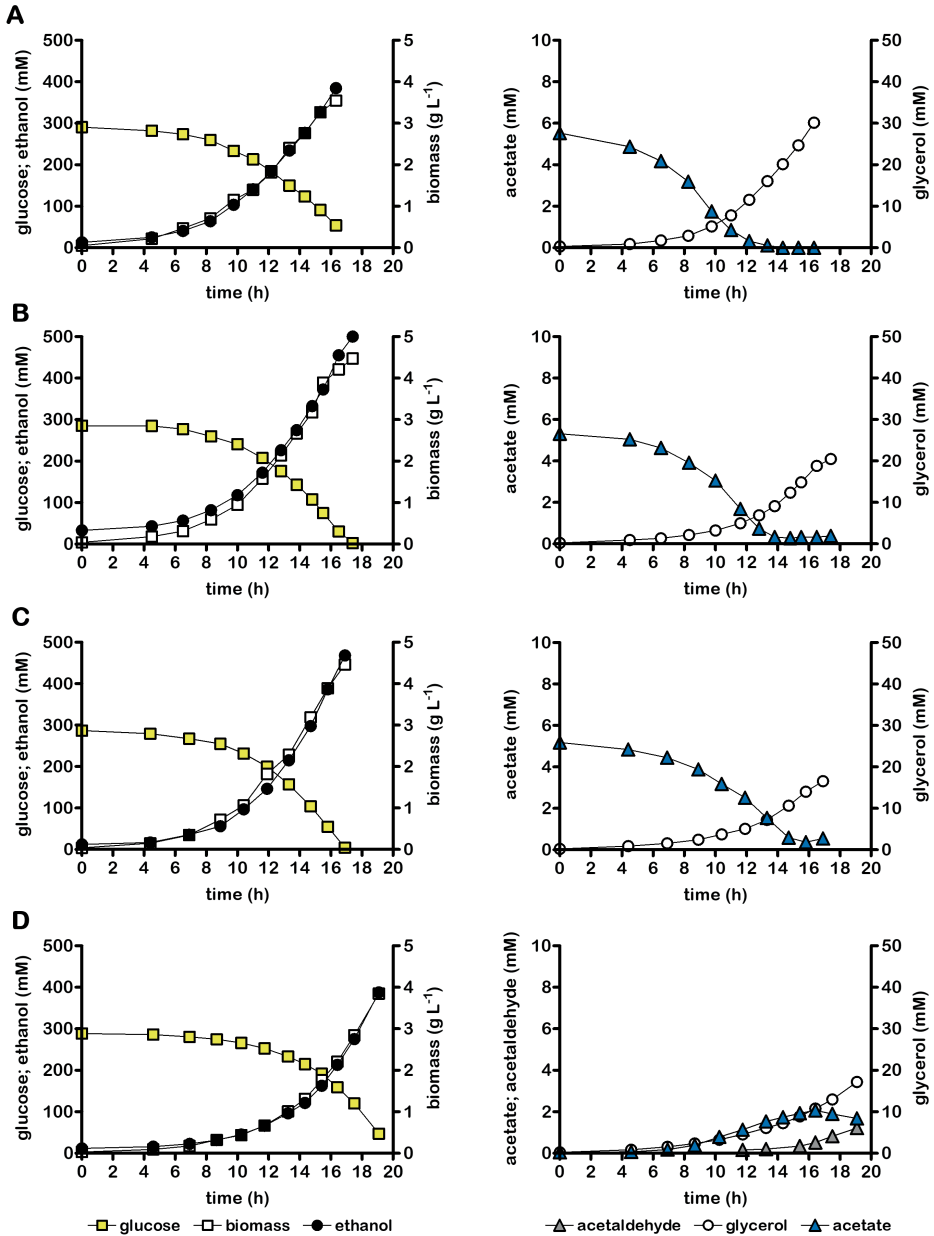 A
500 400 300 200 100 0
glucose; ethanol (mM)
5 4 3 2 1 0
biomass (g L-1)
0 2 4 6 8 10 12 14 16 18 20
time (h)
10 8 6 4 2 0
acetate (mM)
50 40 30 20 10 0
glycerol (mM)
0 2 4 6 8 10 12 14 16 18 20
time (h)
B
500 400 300 200 100 0
glucose; ethanol (mM)
5 4 3 2 1 0
biomass (g L-1)
0 2 4 6 8 10 12 14 16 18 20
time (h)
10 8 6 4 2 0
acetate (mM)
50 40 30 20 10 0
glycerol (mM)
0 2 4 6 8 10 12 14 16 18 20
time (h)
C
500 400 300 200 100 0
glucose; ethanol (mM)
5 4 3 2 1 0
biomass (g L-1)
0 2 4 6 8 10 12 14 16 18 20
time (h)
10 8 6 4 2 0
acetate (mM)
50 40 30 20 10 0
glycerol (mM)
0 2 4 6 8 10 12 14 16 18 20
time (h)
D
500 400 300 200 100 0
glucose; ethanol (mM)
5 4 3 2 1 0
biomass (g L-1)
0 2 4 6 8 10 12 14 16 18 20
time (h)
10 8 6 4 2 0
acetate; acetaldehyde (mM)
50 40 30 20 10 0
glycerol (mM)
0 2 4 6 8 10 12 14 16 18 20
time (h)
glucose biomass ethanol
acetaldehyde glycerol acetate